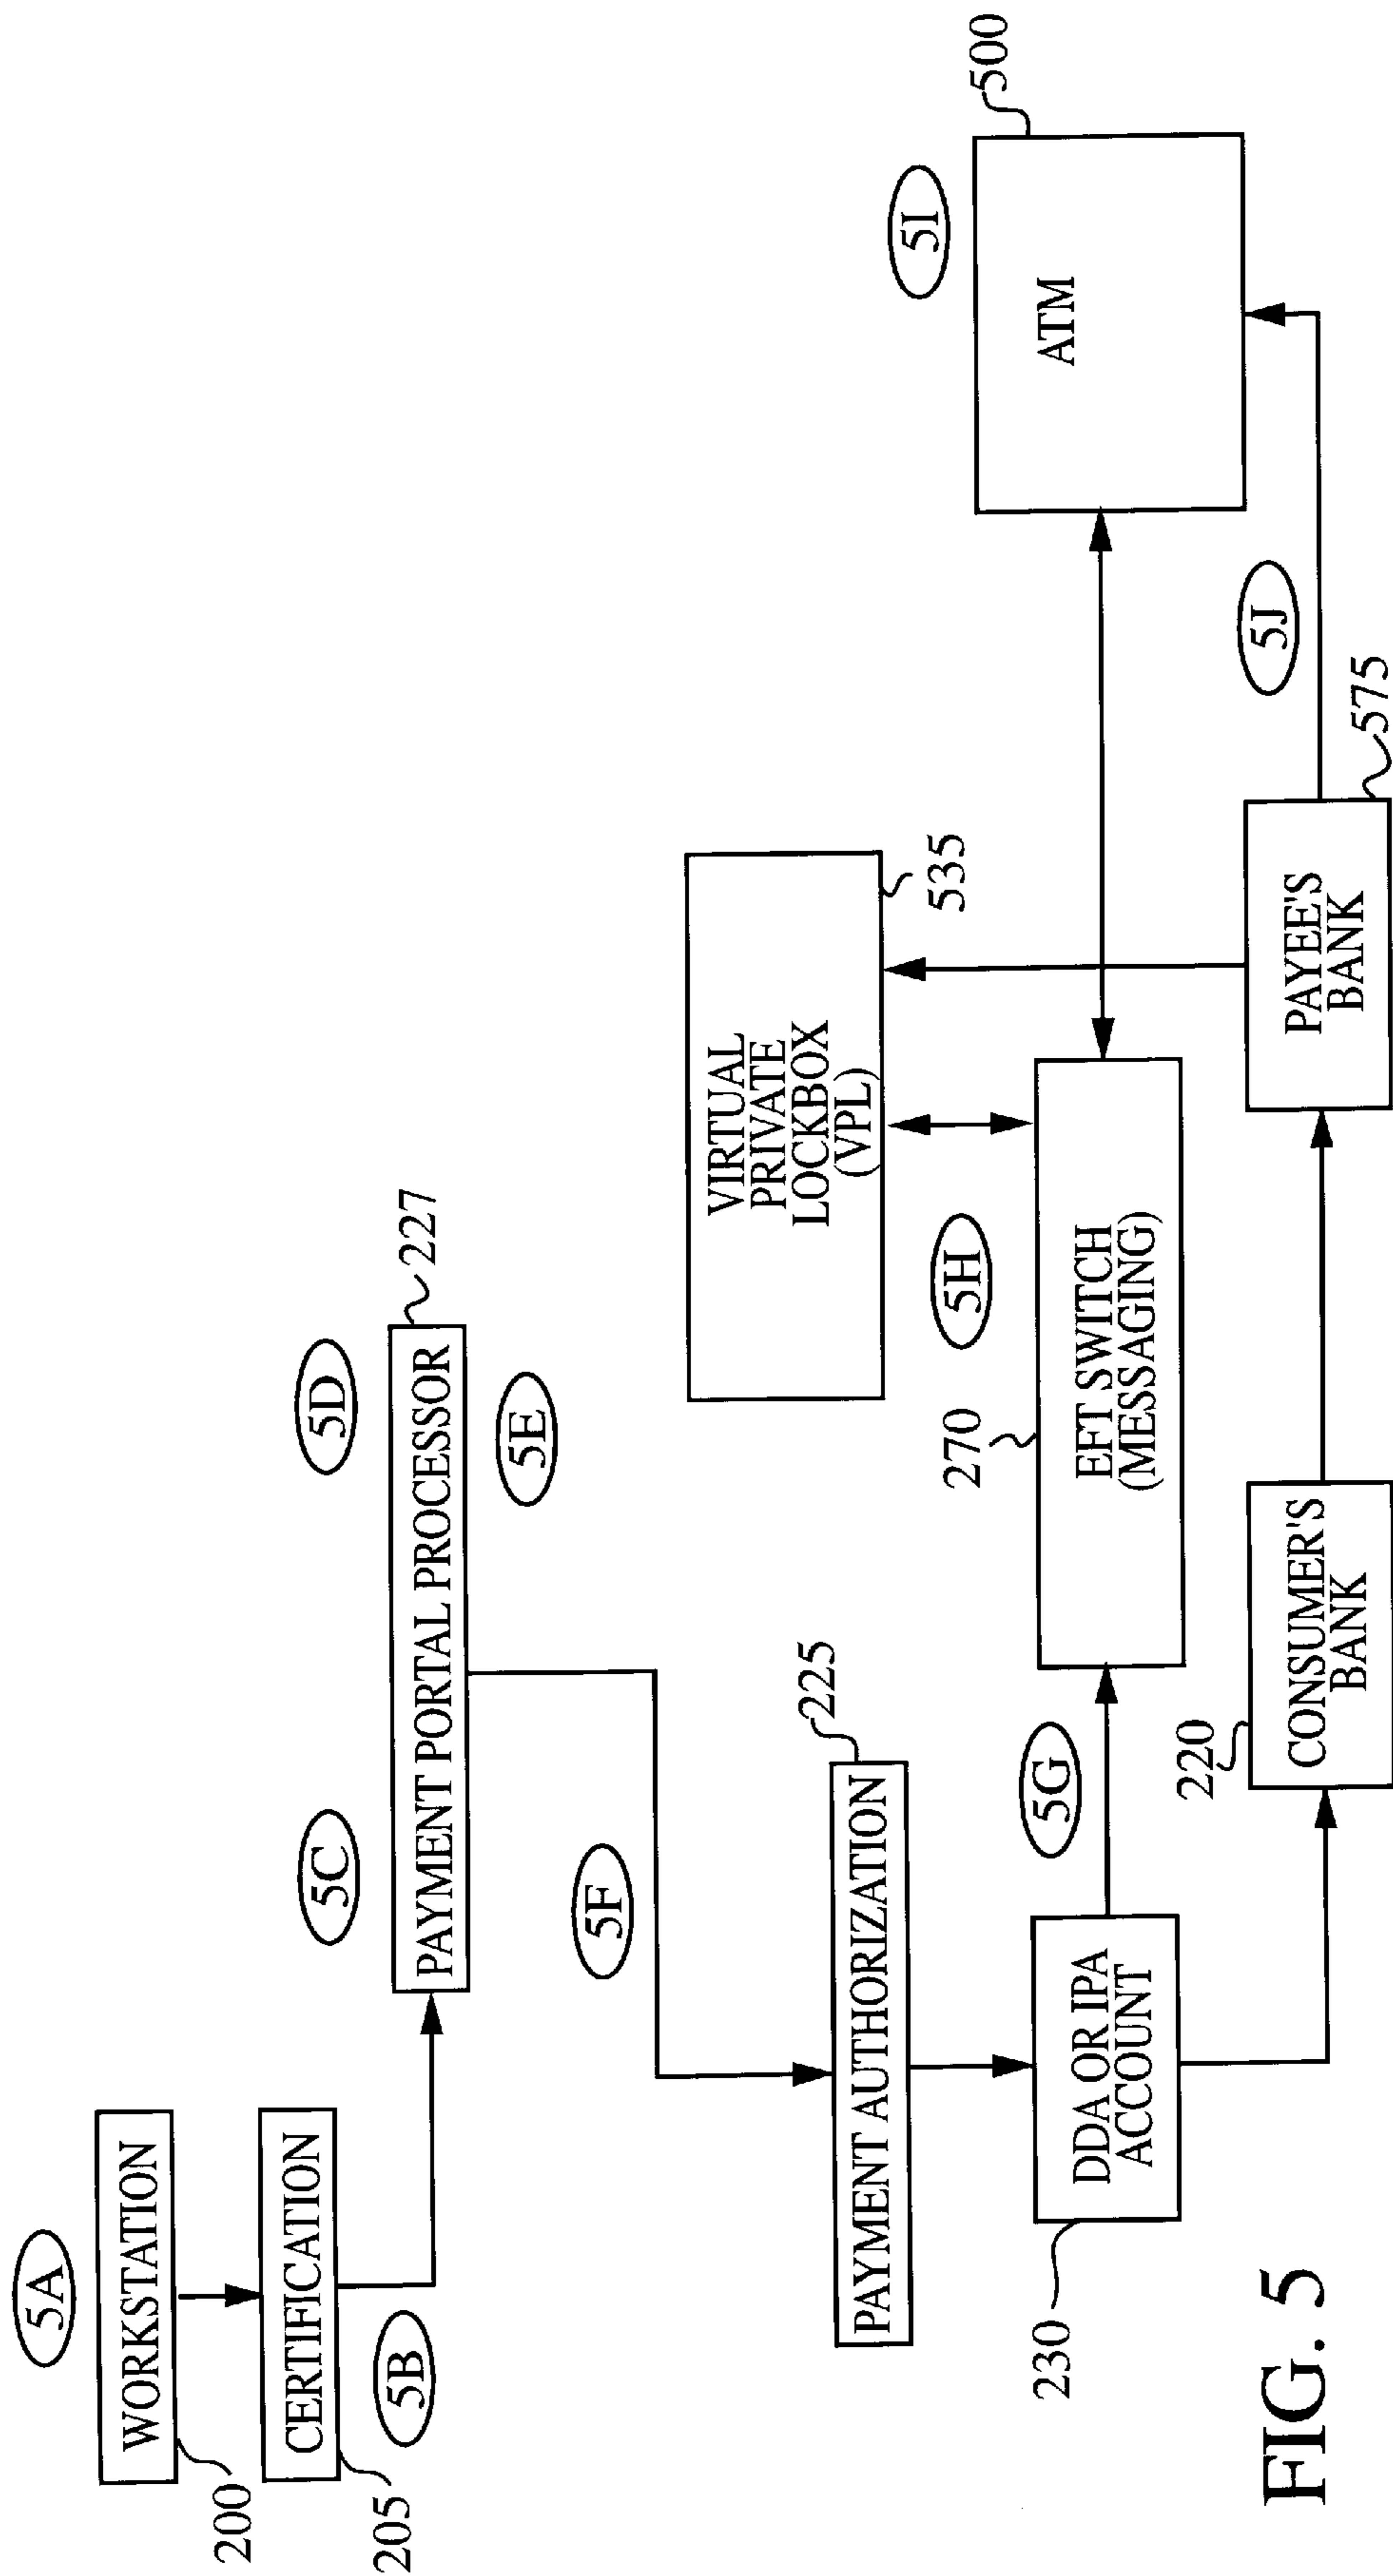 5A
WORKSTATION
200
CERTIFICATION
205
5B
5C
5D
PAYMENT PORTAL PROCESSOR
227
5E
5F
PAYMENT AUTHORIZATION
225
DDA OR IPA
ACCOUNT
230
5G
EFT SWITCH
(MESSAGING)
270
5H
VIRTUAL
PRIVATE
LOCKBOX
(VPL)
535
ATM
500
5I
CONSUMER'S
BANK
220
PAYEE'S
BANK
575
5J
FIG. 5